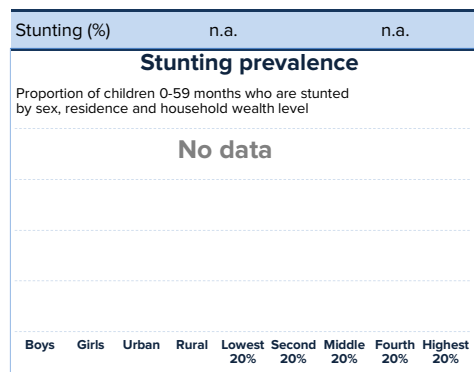 Stunting (%) n.a. n.a.
Stunting prevalence
Proportion of children 0-59 months who are stunted
by sex, residence and household wealth level
No data
Boys Girls Urban Rural Lowest Second Middle Fourth Highest
20% 20% 20% 20% 20%